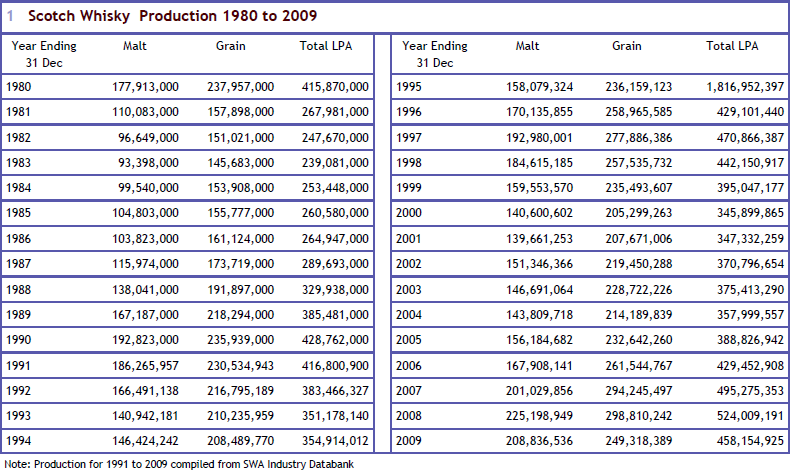 1 Scotch Whisky Production 1980 to 2009
Year Ending Malt Grain Total LPA Year Ending Malt Grain Total LPA
31 Dec 31 Dec
1980 177,913,000 237,957,000 415,870,000 1995 158,079,324 236,159,123 1,816,952,397
1981 110,083,000 157,898,000 267,981,000 1996 170,135,855 258,965,585 429,101,440
1982 96,649,000 151,021,000 247,670,000 1997 192,980,001 277,886,386 470,866,387
1983 93,398,000 145,683,000 239,081,000 1998 184,615,185 257,535,732 442,150,917
1984 99,540,000 153,908,000 253,448,000 1999 159,553,570 235,493,607 395,047,177
1985 104,803,000 155,777,000 260,580,000 2000 140,600,602 205,299,263 345,899,865
1986 103,823,000 161,124,000 264,947,000 2001 139,661,253 207,671,006 347,332,259
1987 115,974,000 173,719,000 289,693,000 2002 151,346,366 219,450,288 370,796,654
1988 138,041,000 191,897,000 329,938,000 2003 146,691,064 228,722,226 375,413,290
1989 167,187,000 218,294,000 385,481,000 2004 143,809,718 214,189,839 357,999,557
1990 192,823,000 235,939,000 428,762,000 2005 156,184,682 232,642,260 388,826,942
1991 186,265,957 230,534,943 416,800,900 2006 167,908,141 261,544,767 429,452,908
1992 166,491,138 216,795,189 383,466,327 2007 201,029,856 294,245,497 495,275,353
1993 140,942,181 210,235,959 351,178,140 2008 225,198,949 298,810,242 524,009,191
1994 146,424,242 208,489,770 354,914,012 2009 208,836,536 249,318,389 458,154,925
Note: Production for 1991 to 2009 compiled from SWA Industry Databank